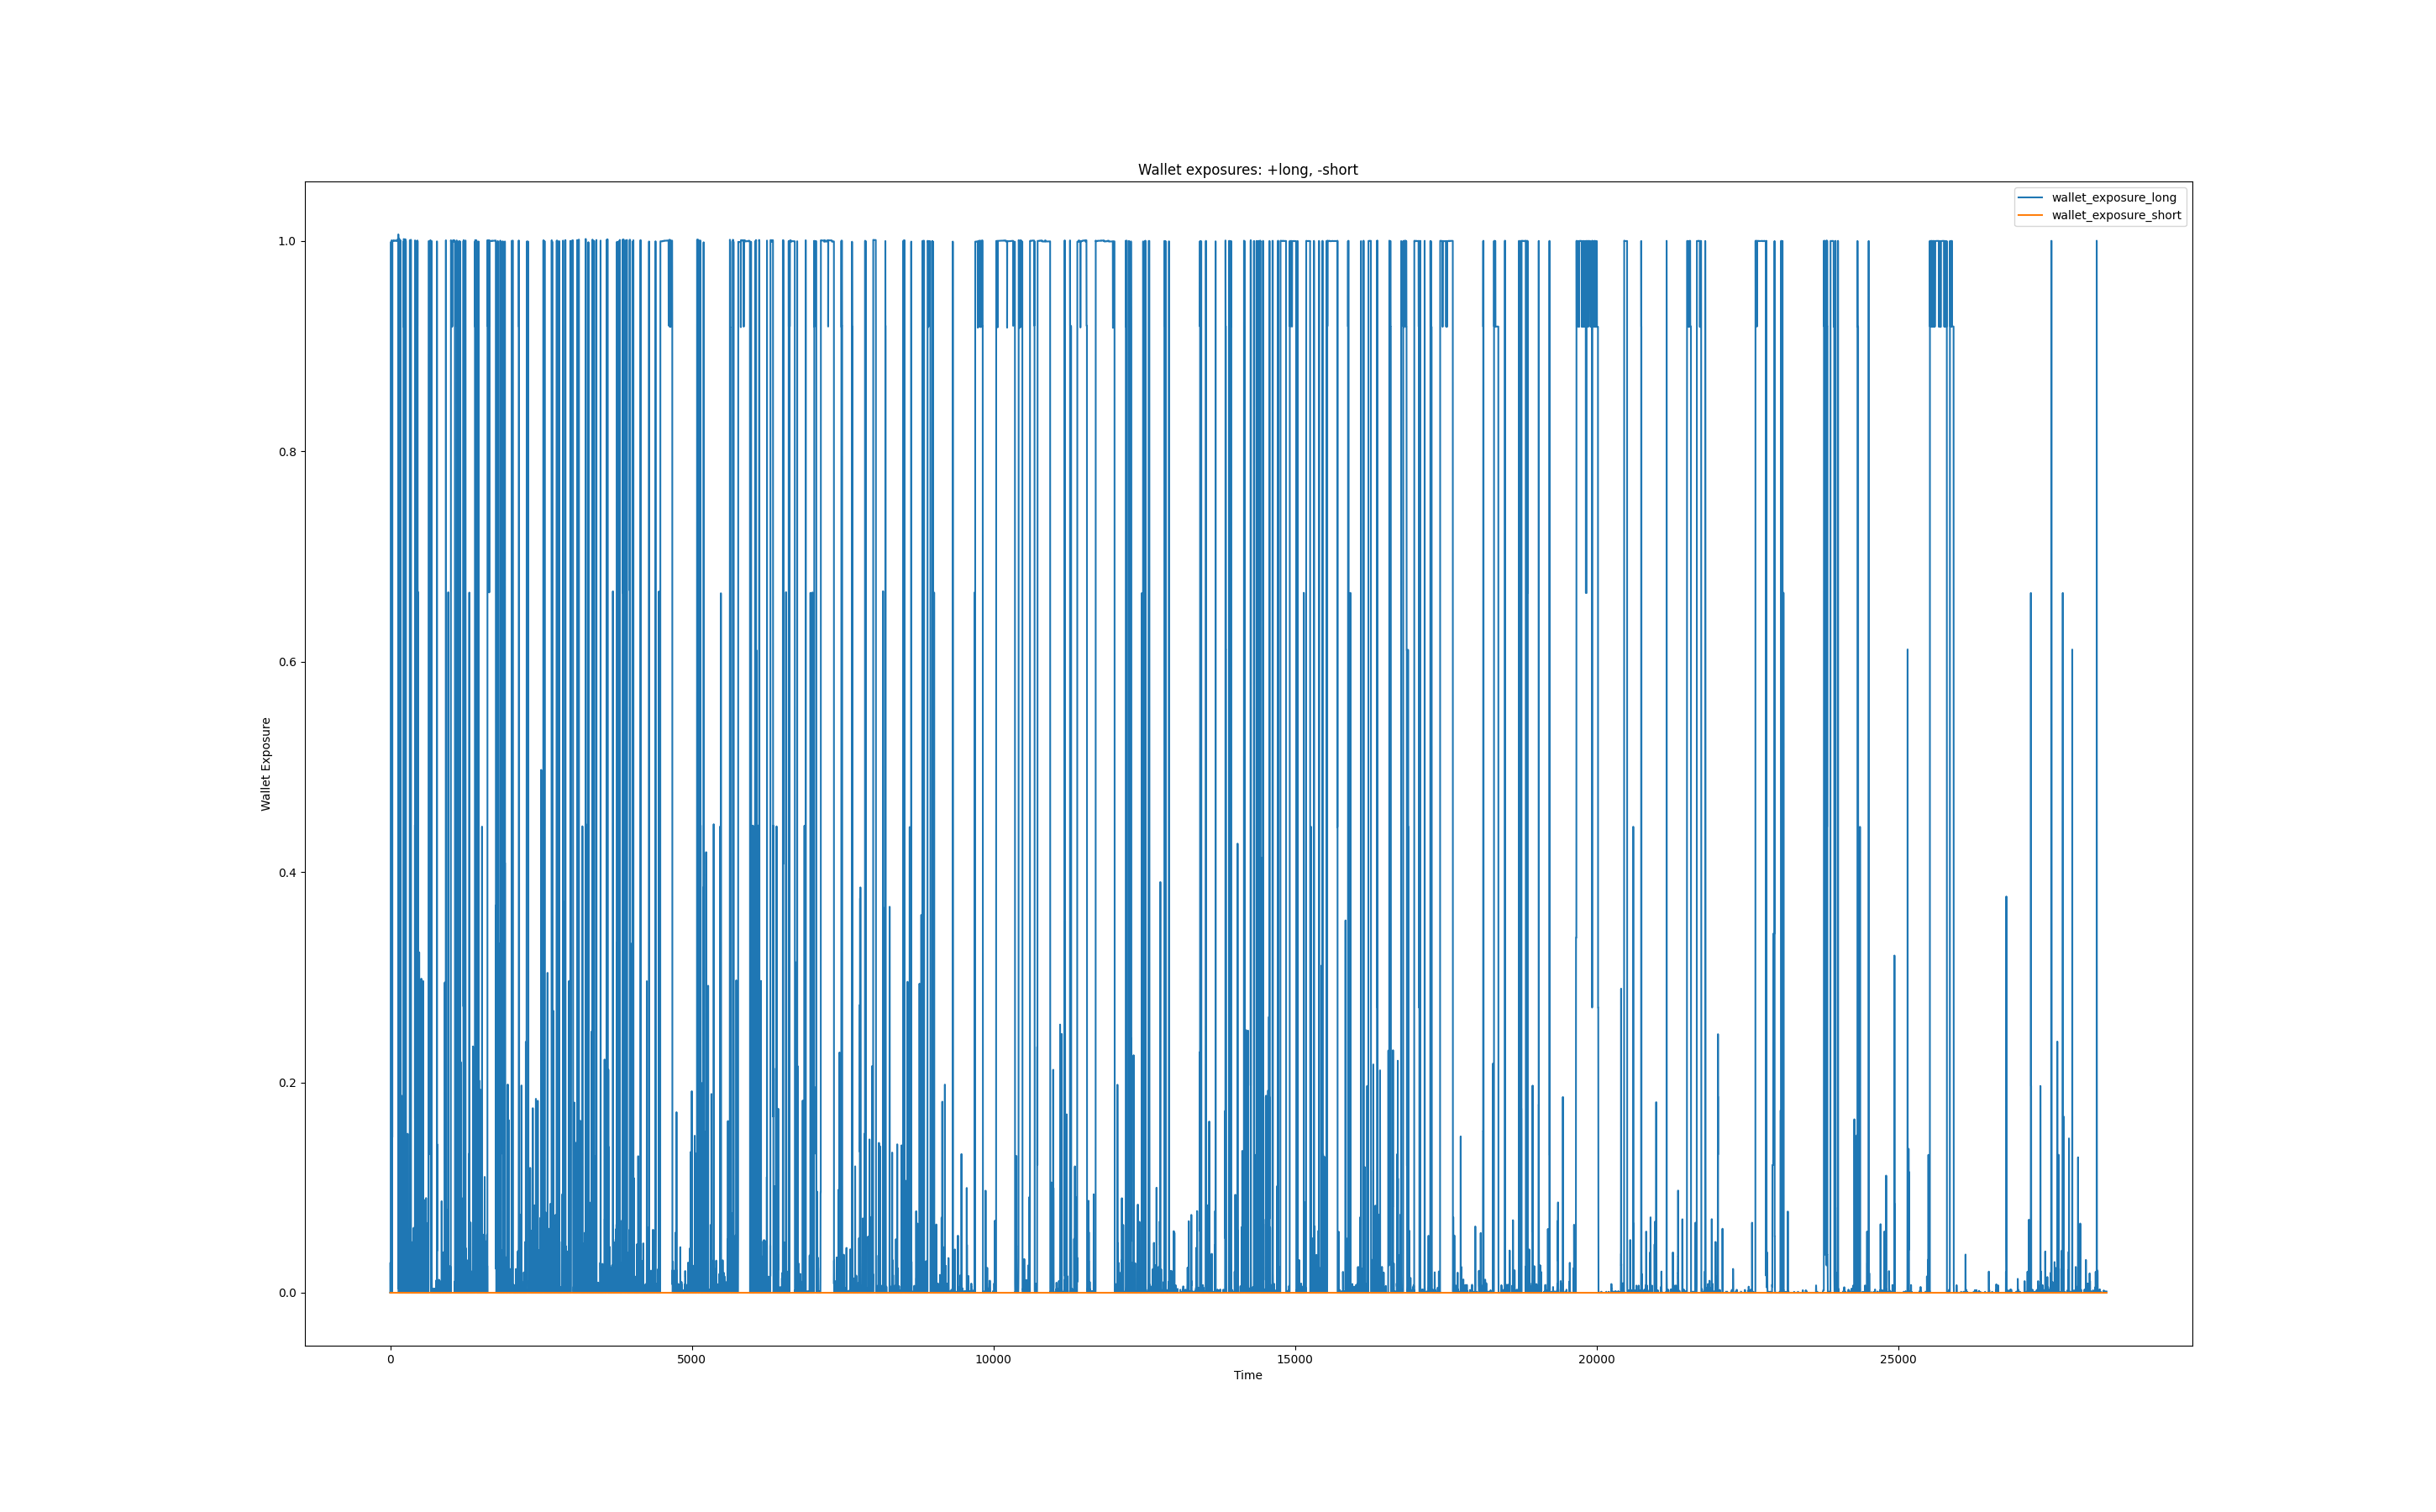 Wallet exposures: +long, -short
wallet_exposure_long
wallet_exposure_short
1.0
0.8
0.6
0.4
0.2
0.0
Wallet Exposure
0 5000 10000 15000 20000 25000
Time